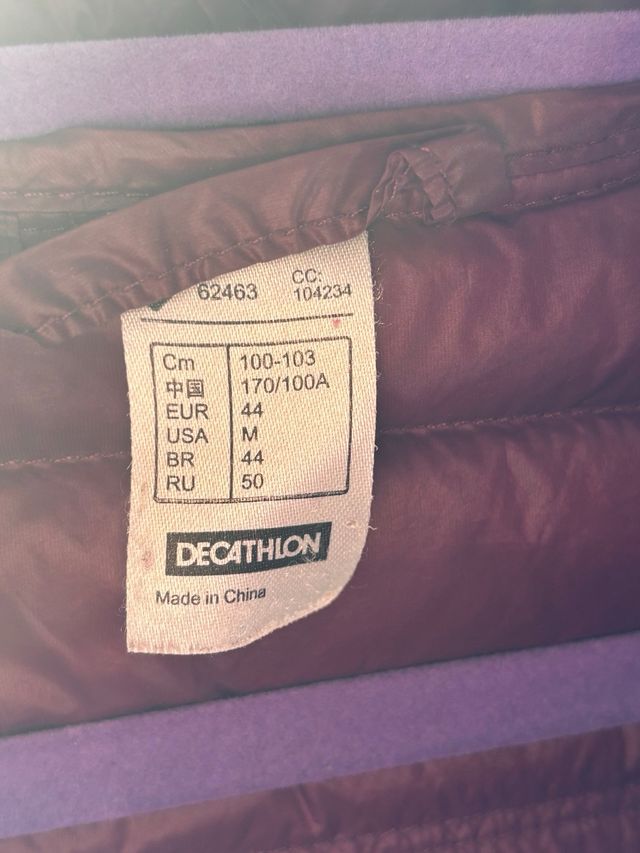 62463 CC:
104234
Cm 100-103
中国 170/100A
EUR 44
USA M
BR 44
RU 50
DECATHLON
Made in China